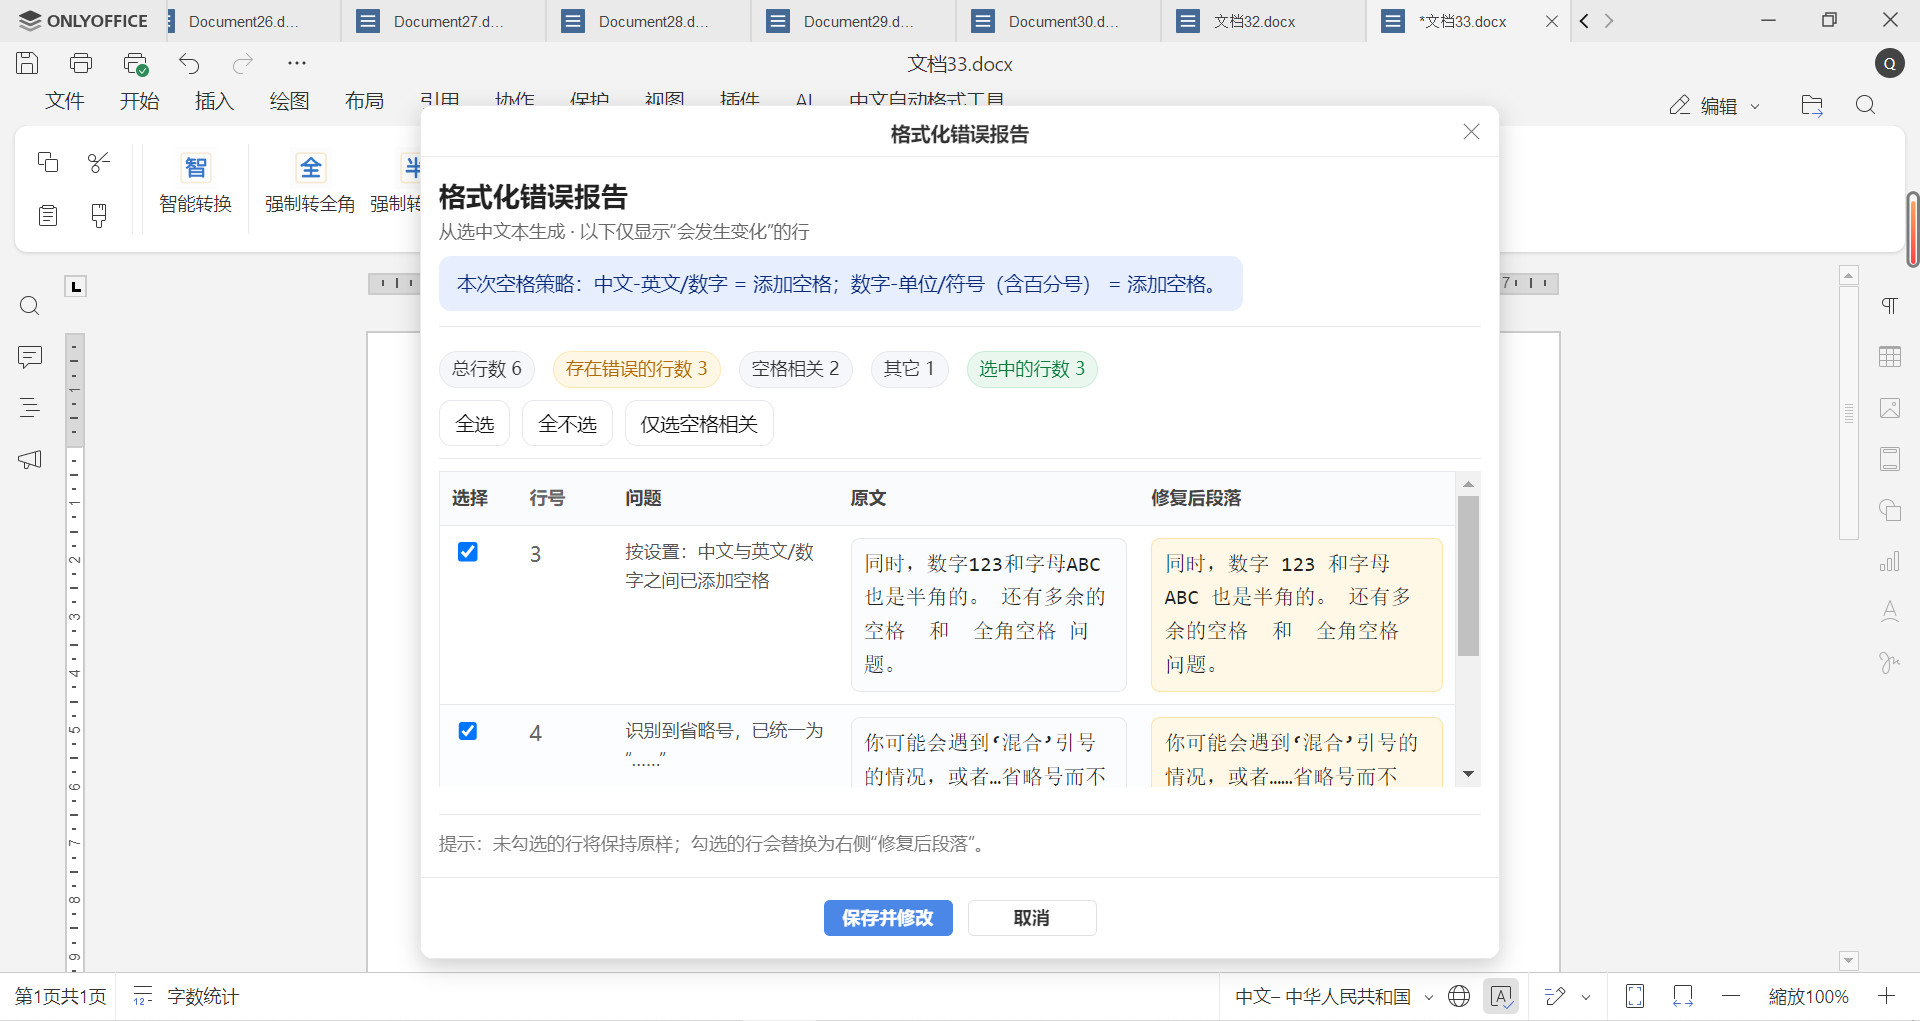 ONLYOFFICE
Document26.d...
Document27.d...
Document28.d...
Document29.d...
Document30.d...
文档32.docx
*文档33.docx
文档33.docx
Q
文件
开始
插入
绘图
布局
引用
协作
保护
视图
插件
AI
中文自动格式工具
编辑
智
智能转换
全
强制转全角
半
强制转
格式化错误报告
格式化错误报告
从选中文本生成 · 以下仅显示“会发生变化”的行
本次空格策略：中文-英文/数字 = 添加空格；数字-单位/符号（含百分号） = 添加空格。
总行数 6
存在错误的行数 3
空格相关 2
其它 1
选中的行数 3
全选
全不选
仅选空格相关
选择
行号
问题
原文
修复后段落
3
按设置：中文与英文/数
字之间已添加空格
同时，数字123和字母ABC
也是半角的。 还有多余的
空格  和  全角空格 问
题。
同时，数字 123 和字母
ABC 也是半角的。 还有多
余的空格  和  全角空格
问题。
4
识别到省略号，已统一为
“……”
你可能会遇到‘混合’引号
的情况，或者…省略号而不
你可能会遇到‘混合’引号的
情况，或者……省略号而不
提示：未勾选的行将保持原样；勾选的行会替换为右侧“修复后段落”。
保存并修改
取消
L
7
1
1
2
3
4
5
6
7
8
9
第1页共1页
字数统计
中文– 中华人民共和国
缩放100%